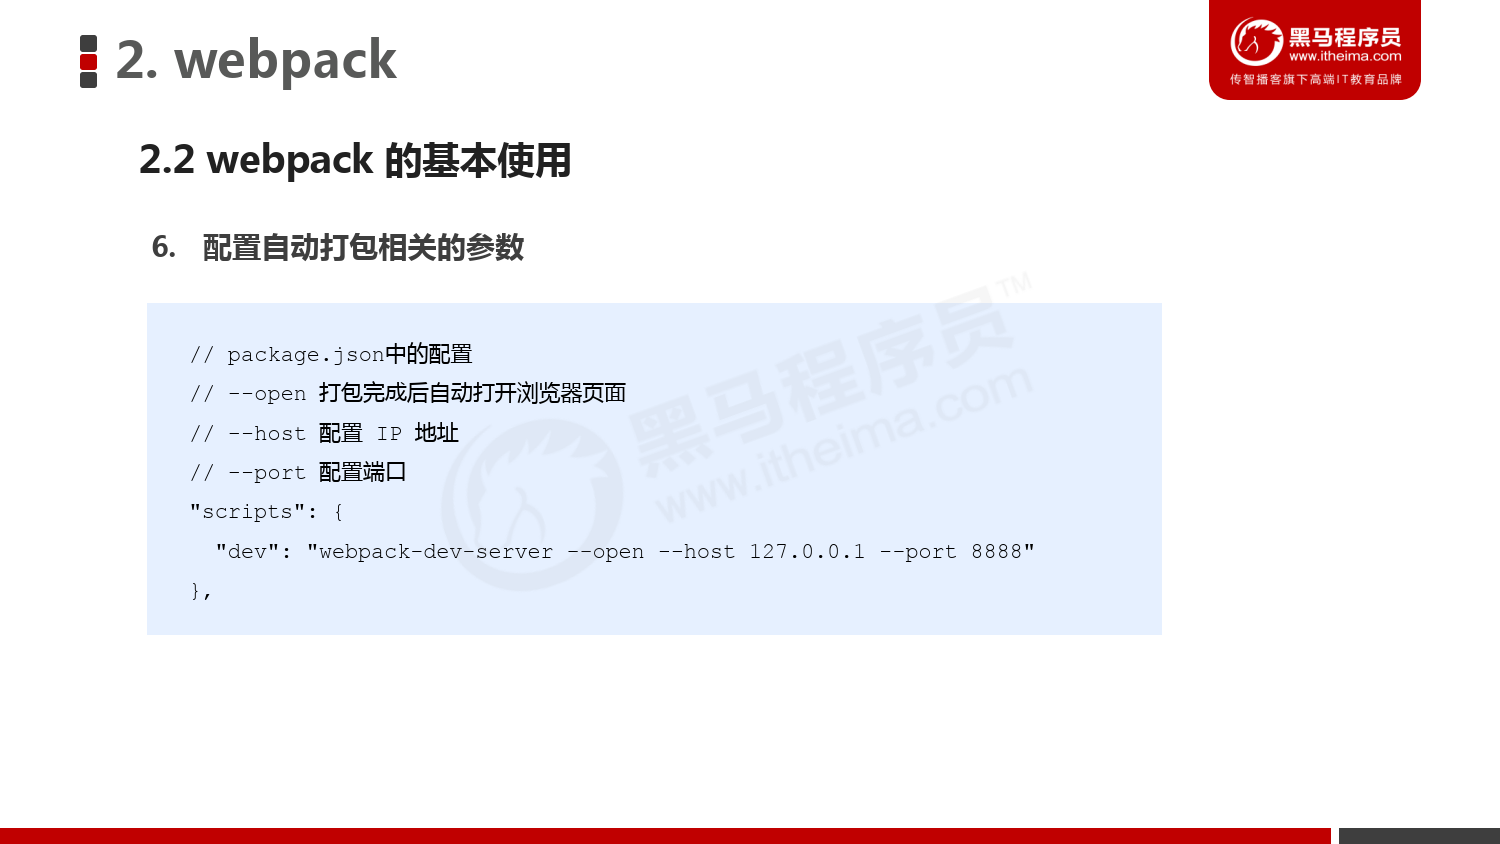 2. webpack
黑马程序员
www.itheima.com
传智播客旗下高端IT教育品牌
2.2 webpack 的基本使用
6. 配置自动打包相关的参数
// package.json中的配置
// --open 打包完成后自动打开浏览器页面
// --host 配置 IP 地址
// --port 配置端口
"scripts": {
"dev": "webpack-dev-server --open --host 127.0.0.1 --port 8888"
},
黑马程序员™
www.itheima.com